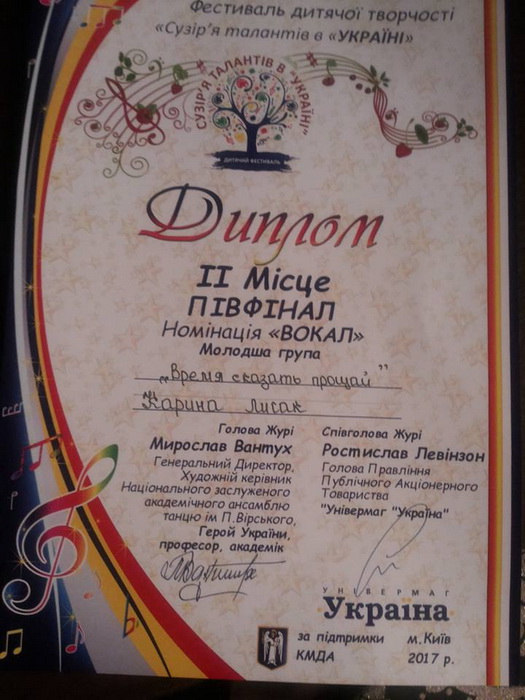 Фестиваль дитячої творчості
«Сузір'я талантів в «УКРАЇНІ»
СУЗІР'Я ТАЛАНТІВ В "УКРАЇНІ"
ДИТЯЧИЙ ФЕСТИВАЛЬ
Диплом
ІІ Місце
ПІВФІНАЛ
Номінація «ВОКАЛ»
Молодша група
„Время сказать прощай”
Карина Лисак
Голова Журі
Мирослав Вантух
Генеральний Директор,
Художній керівник
Національного заслуженого
академічного ансамблю
танцю ім П.Вірського,
Герой України,
професор, академік
Співголова Журі
Ростислав Левінзон
Голова Правління
Публічного Акціонерного
Товариства
"Універмаг "Україна"
УНІВЕРМАГ
Україна
за підтримки
КМДА
м.Київ
2017 р.